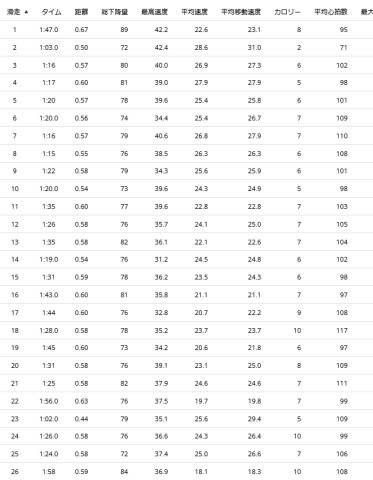 滑走 ▲ タイム 距離 総下降量 最高速度 平均速度 平均移動速度 カロリー 平均心拍数 最大
1 1:47.0 0.67 89 42.2 22.6 23.1 8 95
2 1:03.0 0.50 72 42.4 28.6 31.0 2 71
3 1:16 0.57 80 40.0 26.9 27.3 6 102
4 1:17 0.60 81 39.0 27.9 27.9 5 98
5 1:20 0.57 78 39.6 25.4 25.8 6 101
6 1:20.0 0.56 74 34.4 25.4 26.7 7 109
7 1:16 0.57 79 40.6 26.8 27.9 7 110
8 1:15 0.55 76 38.5 26.3 26.3 6 108
9 1:22 0.58 79 34.3 25.6 25.9 6 101
10 1:20.0 0.54 73 39.6 24.3 24.9 5 98
11 1:35 0.60 77 39.6 22.8 22.8 7 103
12 1:26 0.58 76 35.7 24.1 25.0 7 105
13 1:35 0.58 82 36.1 22.1 22.6 7 104
14 1:19.0 0.54 76 31.2 24.5 24.8 6 102
15 1:31 0.59 78 36.2 23.5 24.3 6 98
16 1:43.0 0.60 81 35.8 21.1 21.1 7 97
17 1:44 0.60 76 32.8 20.7 22.2 9 108
18 1:28.0 0.58 78 35.2 23.7 23.7 10 117
19 1:45 0.60 73 34.2 20.6 21.8 6 97
20 1:31 0.58 76 39.1 23.1 25.0 8 109
21 1:25 0.58 82 37.9 24.6 24.6 7 111
22 1:56.0 0.63 76 37.5 19.7 19.8 7 99
23 1:02.0 0.44 79 35.1 25.6 29.4 5 109
24 1:26.0 0.58 76 36.6 24.3 26.4 10 99
25 1:24.0 0.58 72 37.4 25.0 26.6 7 106
26 1:58 0.59 84 36.9 18.1 18.3 10 108